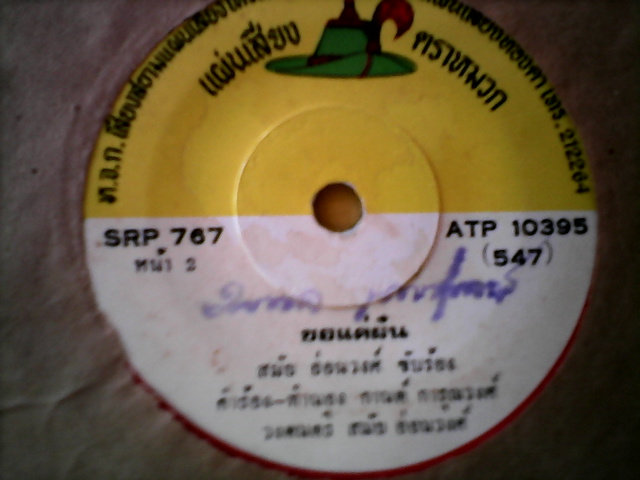 แผ่นเสียง
ตราหมวก
โทร. 212204
SRP 767
ATP 10395
หน้า 2
(547)
ขอแค่ฝัน
สมัย อ่อนวงศ์ ขับร้อง
คำร้อง-ทำนอง กานต์ การุณวงศ์
วงดนตรี สมัย อ่อนวงศ์